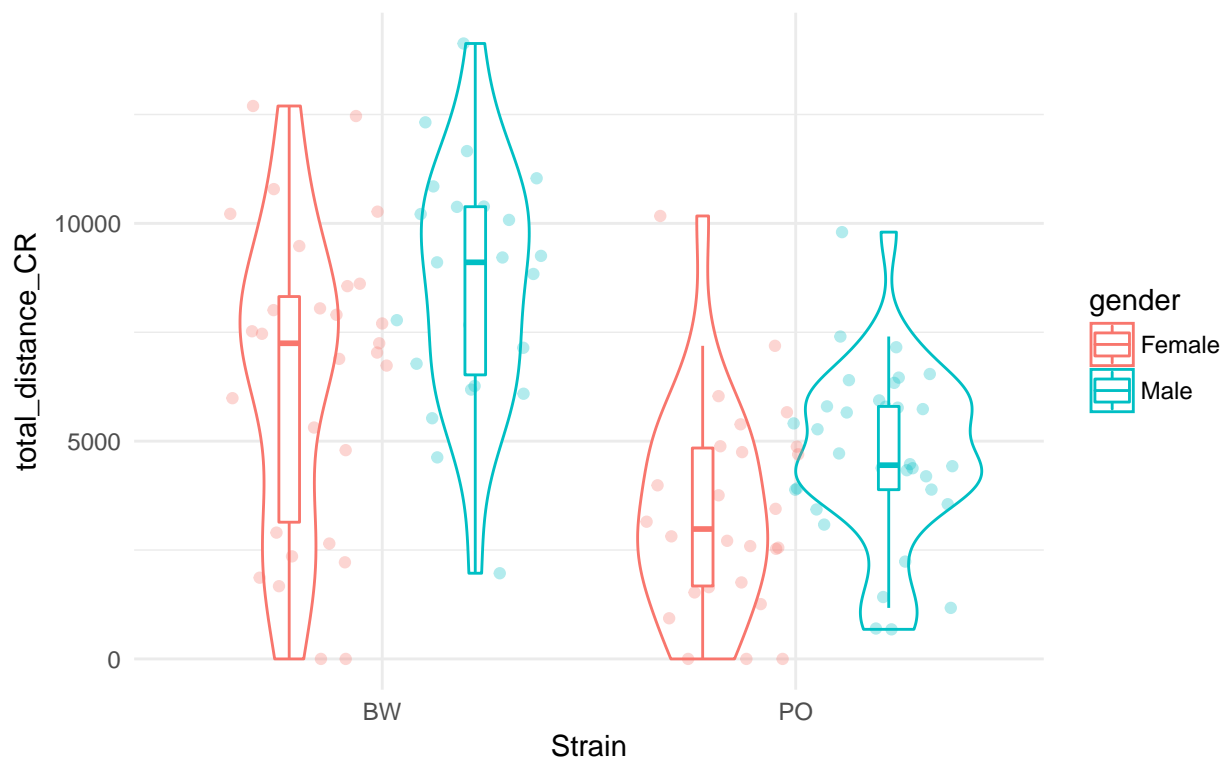 total_distance_CR
10000
5000
0
BW
PO
Strain
gender
Female
Male